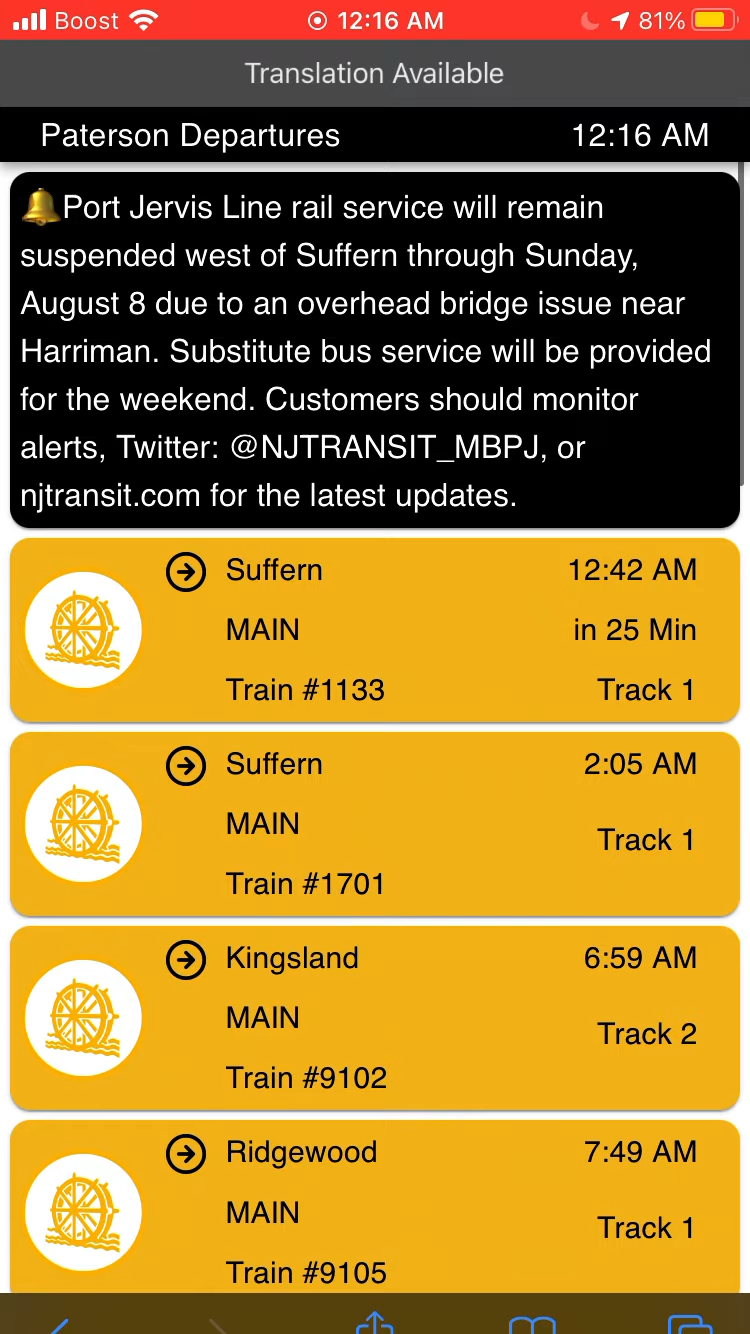 Boost 12:16 AM 81%
Translation Available
Paterson Departures 12:16 AM
🔔Port Jervis Line rail service will remain
suspended west of Suffern through Sunday,
August 8 due to an overhead bridge issue near
Harriman. Substitute bus service will be provided
for the weekend. Customers should monitor
alerts, Twitter: @NJTRANSIT_MBPJ, or
njtransit.com for the latest updates.
Suffern 12:42 AM
MAIN in 25 Min
Train #1133 Track 1
Suffern 2:05 AM
MAIN
Track 1
Train #1701
Kingsland 6:59 AM
MAIN
Track 2
Train #9102
Ridgewood 7:49 AM
MAIN
Track 1
Train #9105